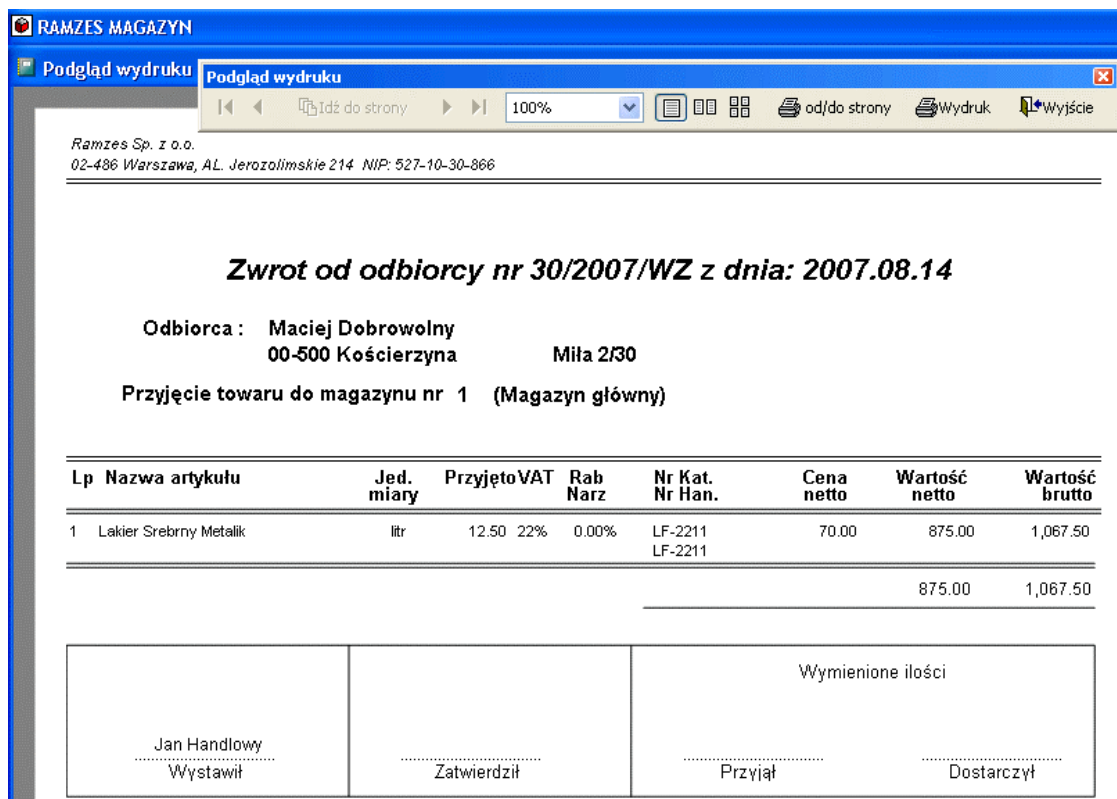 RAMZES MAGAZYN
Podgląd wydruku
Podgląd wydruku
Idź do strony 100% od/do strony Wydruk Wyjście
Ramzes Sp. z o.o.
02-486 Warszawa, AL. Jerozolimskie 214 NIP: 527-10-30-866
Zwrot od odbiorcy nr 30/2007/WZ z dnia: 2007.08.14
Odbiorca : Maciej Dobrowolny
00-500 Kościerzyna Miła 2/30
Przyjęcie towaru do magazynu nr 1 (Magazyn główny)
Lp Nazwa artykułu Jed. Przyjęto VAT Rab Nr Kat. Cena Wartość Wartość
miary Narz Nr Han. netto netto brutto
1 Lakier Srebrny Metalik litr 12.50 22% 0.00% LF-2211 70.00 875.00 1,067.50
LF-2211
875.00 1,067.50
Wymienione ilości
Jan Handlowy
Wystawił Zatwierdził Przyjął Dostarczył